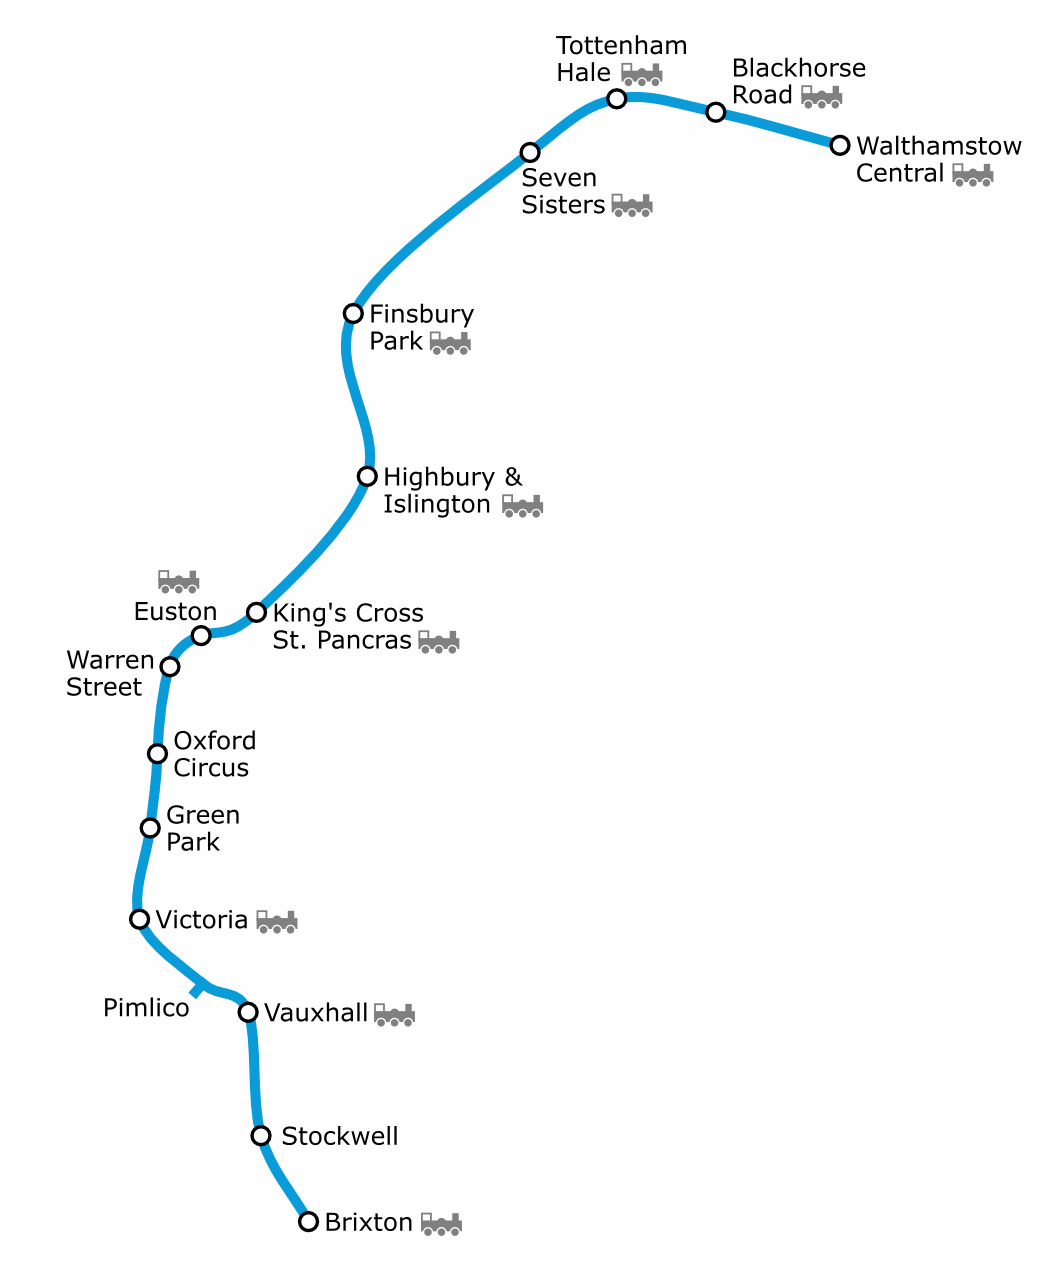 Tottenham
Hale
Blackhorse
Road
Walthamstow
Central
Seven
Sisters
Finsbury
Park
Highbury &
Islington
Euston
King's Cross
St. Pancras
Warren
Street
Oxford
Circus
Green
Park
Victoria
Pimlico
Vauxhall
Stockwell
Brixton